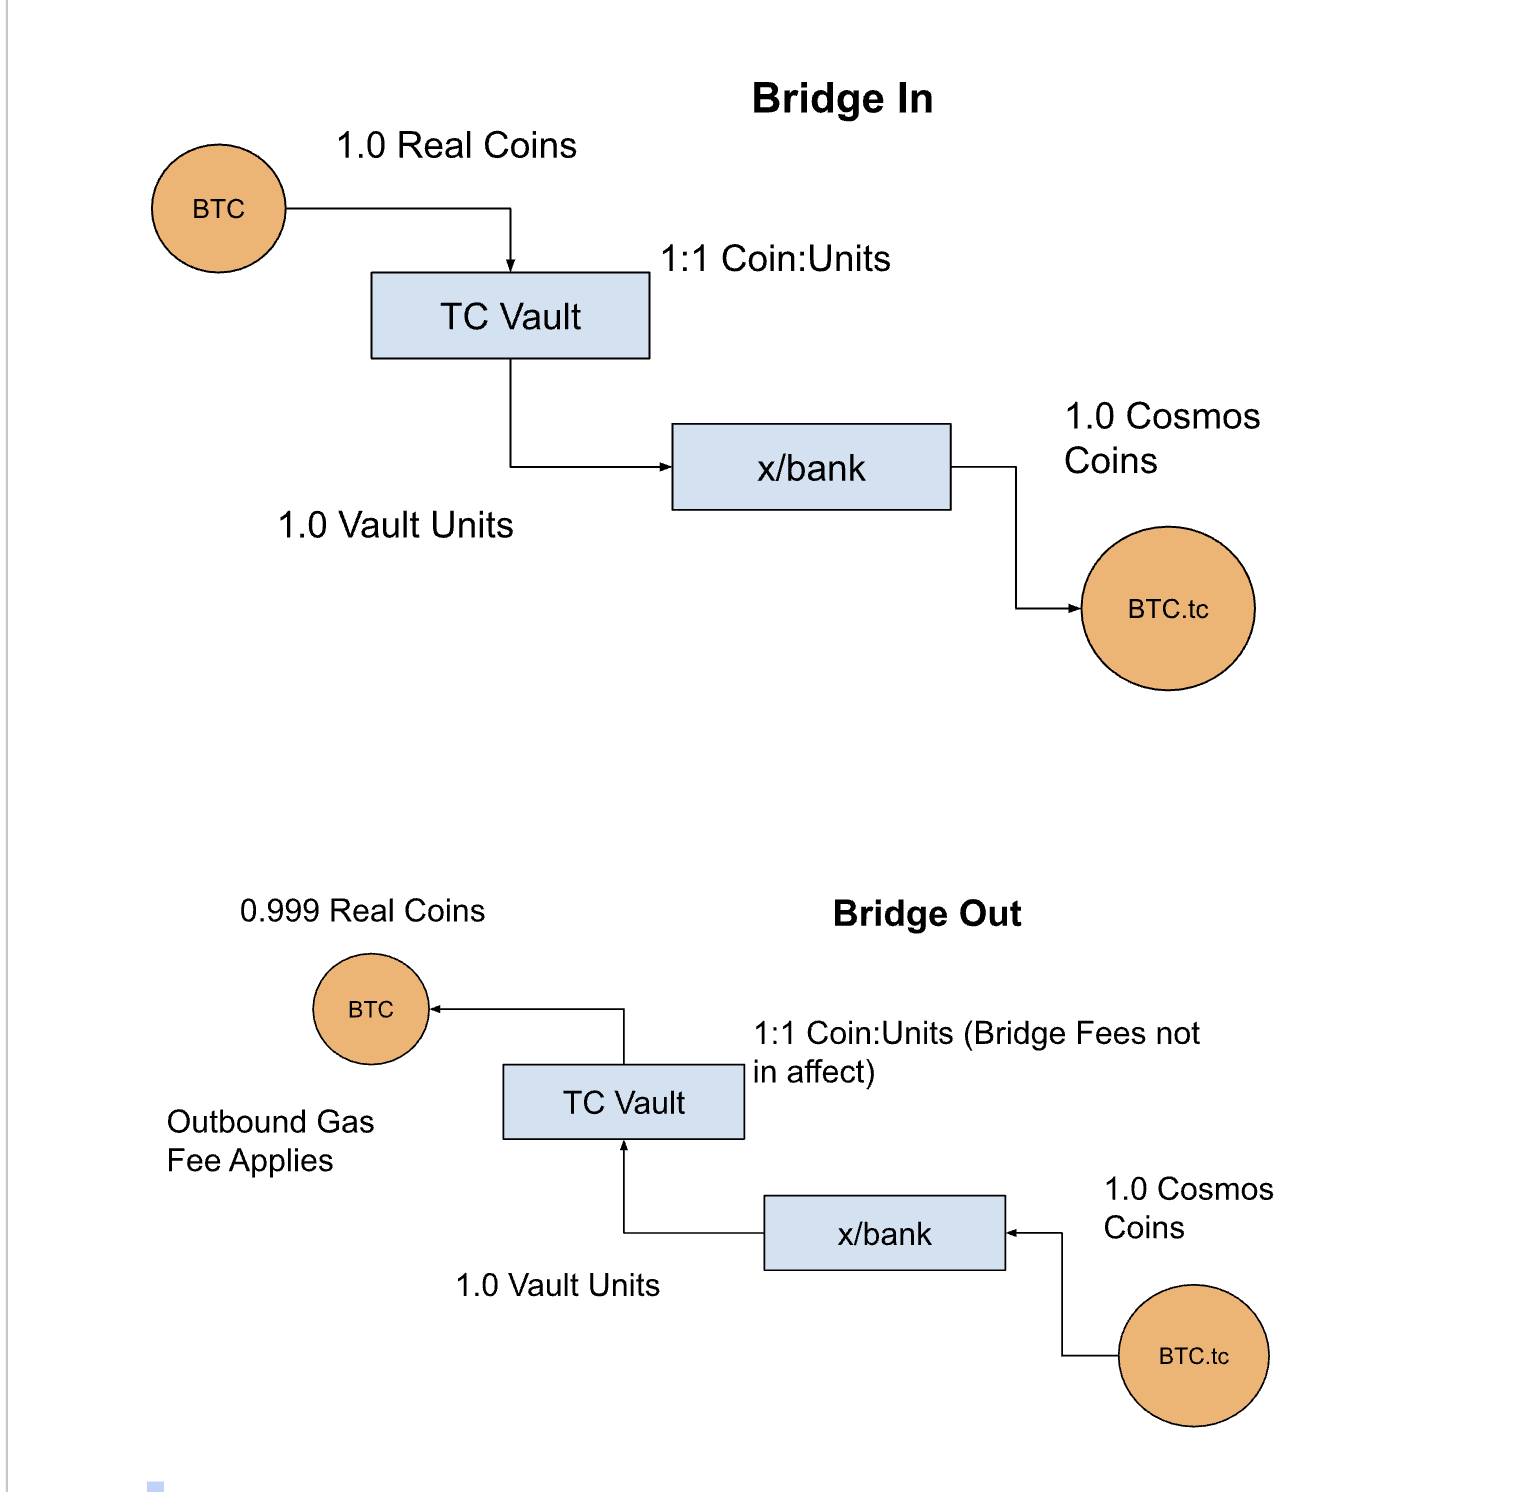 Bridge In
1.0 Real Coins
BTC
1:1 Coin:Units
TC Vault
1.0 Cosmos
Coins
x/bank
1.0 Vault Units
BTC.tc
0.999 Real Coins
Bridge Out
BTC
1:1 Coin:Units (Bridge Fees not
in affect)
TC Vault
Outbound Gas
Fee Applies
1.0 Cosmos
Coins
x/bank
1.0 Vault Units
BTC.tc